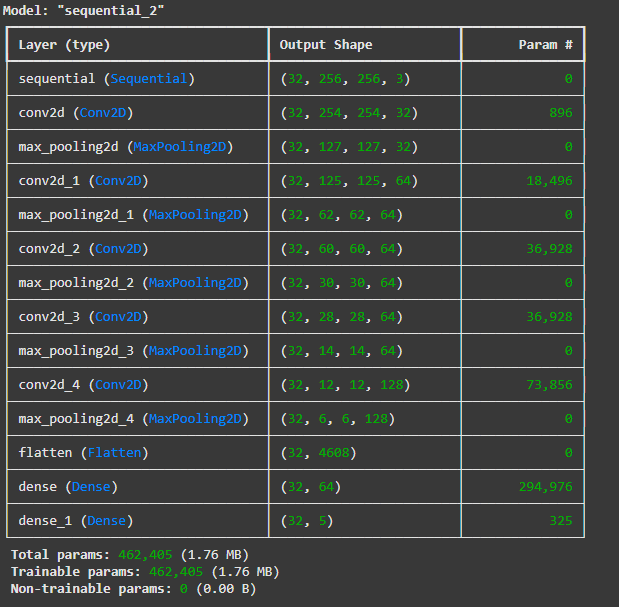 Model: "sequential_2"
Layer (type) Output Shape Param #
sequential (Sequential) (32, 256, 256, 3) 0
conv2d (Conv2D) (32, 254, 254, 32) 896
max_pooling2d (MaxPooling2D) (32, 127, 127, 32) 0
conv2d_1 (Conv2D) (32, 125, 125, 64) 18,496
max_pooling2d_1 (MaxPooling2D) (32, 62, 62, 64) 0
conv2d_2 (Conv2D) (32, 60, 60, 64) 36,928
max_pooling2d_2 (MaxPooling2D) (32, 30, 30, 64) 0
conv2d_3 (Conv2D) (32, 28, 28, 64) 36,928
max_pooling2d_3 (MaxPooling2D) (32, 14, 14, 64) 0
conv2d_4 (Conv2D) (32, 12, 12, 128) 73,856
max_pooling2d_4 (MaxPooling2D) (32, 6, 6, 128) 0
flatten (Flatten) (32, 4608) 0
dense (Dense) (32, 64) 294,976
dense_1 (Dense) (32, 5) 325
Total params: 462,405 (1.76 MB)
Trainable params: 462,405 (1.76 MB)
Non-trainable params: 0 (0.00 B)